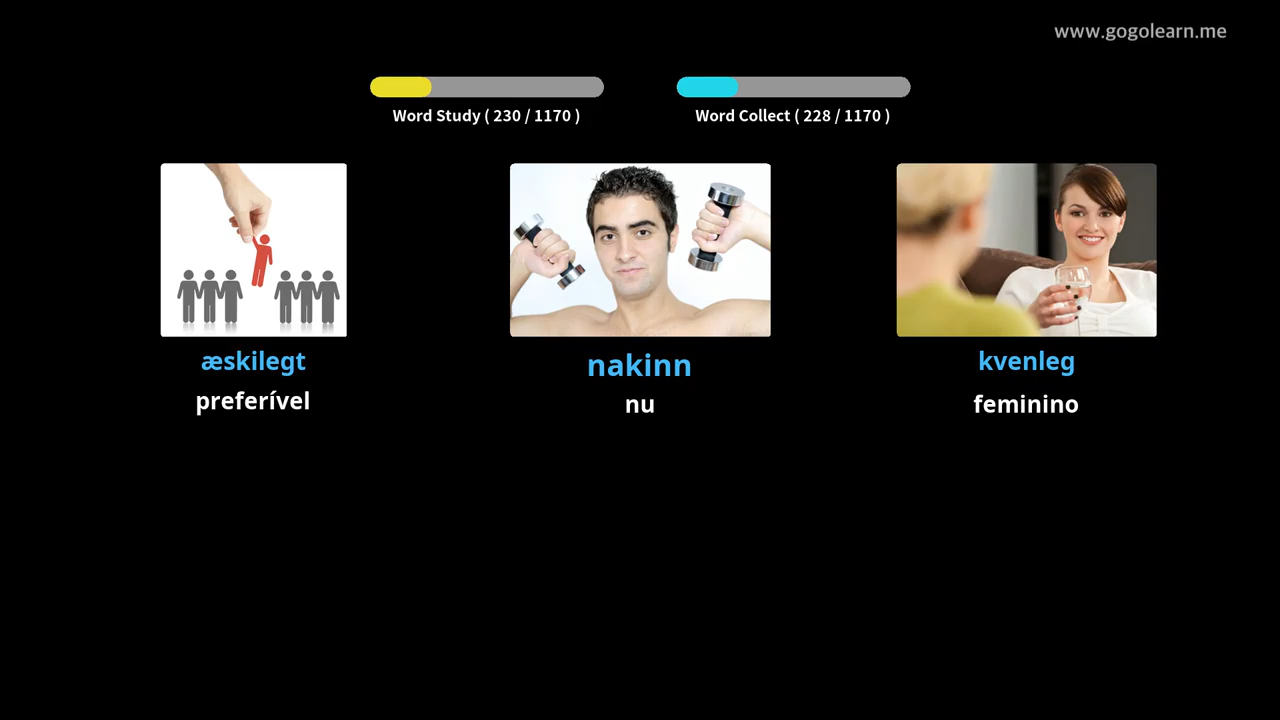 www.gogolearn.me
Word Study ( 230 / 1170 )
Word Collect ( 228 / 1170 )
æskilegt
preferível
nakinn
nu
kvenleg
feminino